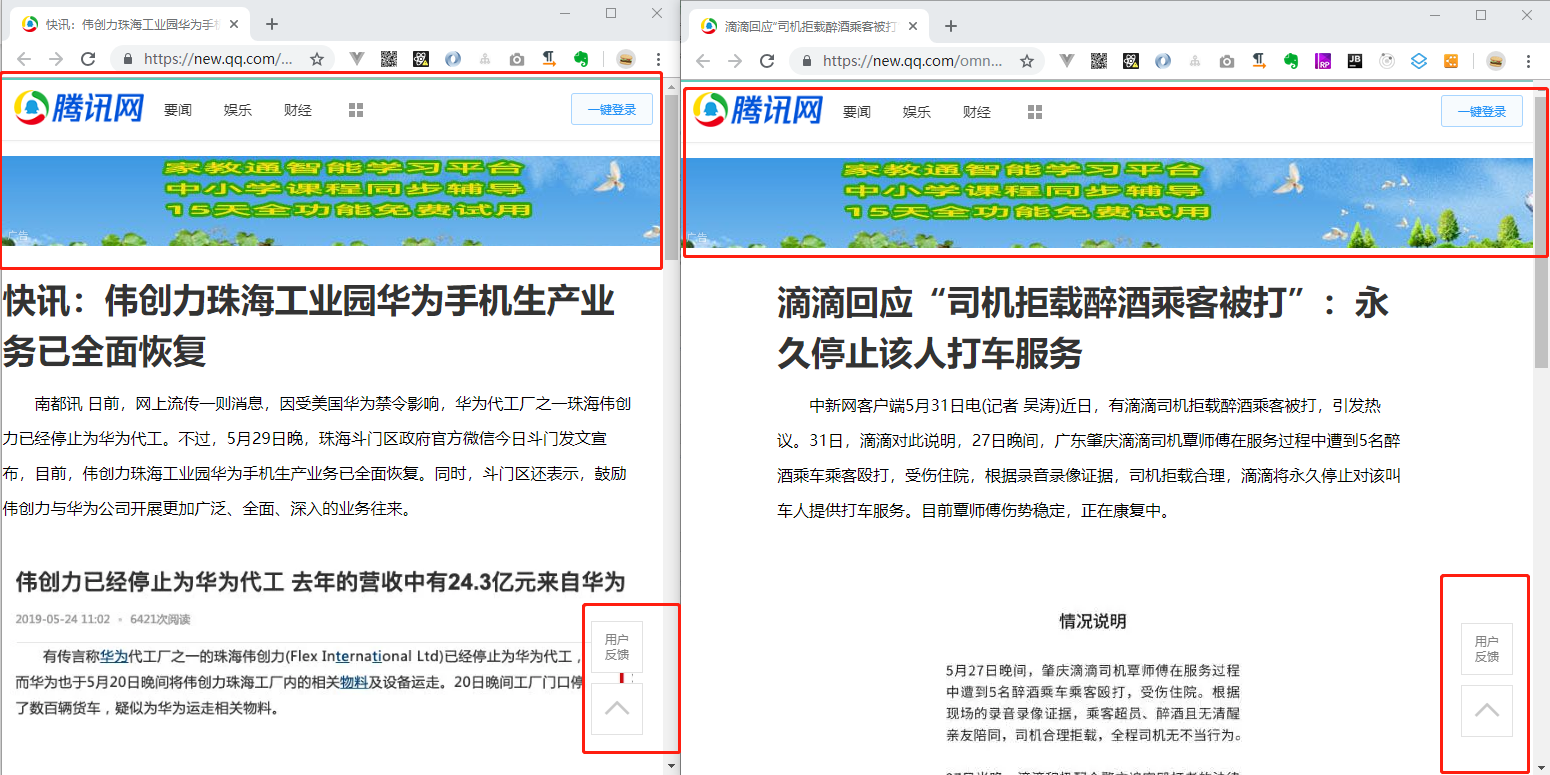 快讯：伟创力珠海工业园华为手机
https://new.qq.com/...
腾讯网 要闻 娱乐 财经
一键登录
家教通智能学习平台
中小学课程同步辅导
15天全功能免费试用
广告
快讯：伟创力珠海工业园华为手机生产业
务已全面恢复
南都讯 日前，网上流传一则消息，因受美国华为禁令影响，华为代工厂之一珠海伟创
力已经停止为华为代工。不过，5月29日晚，珠海斗门区政府官方微信今日斗门发文宣
布，目前，伟创力珠海工业园华为手机生产业务已全面恢复。同时，斗门区还表示，鼓励
伟创力与华为公司开展更加广泛、全面、深入的业务往来。
伟创力已经停止为华为代工 去年的营收中有24.3亿元来自华为
2019-05-24 11:02 • 6421次阅读
有传言称华为代工厂之一的珠海伟创力(Flex International Ltd)已经停止为华为代工，
而华为也于5月20日晚间将伟创力珠海工厂内的相关物料及设备运走。20日晚间工厂门口停
了数百辆货车，疑似为华为运走相关物料。
用户
反馈
滴滴回应“司机拒载醉酒乘客被打
https://new.qq.com/omn...
RP
JB
腾讯网 要闻 娱乐 财经
一键登录
家教通智能学习平台
中小学课程同步辅导
15天全功能免费试用
广告
滴滴回应“司机拒载醉酒乘客被打”：永
久停止该人打车服务
中新网客户端5月31日电(记者 吴涛)近日，有滴滴司机拒载醉酒乘客被打，引发热
议。31日，滴滴对此说明，27日晚间，广东肇庆滴滴司机覃师傅在服务过程中遭到5名醉
酒乘车乘客殴打，受伤住院，根据录音录像证据，司机拒载合理，滴滴将永久停止对该叫
车人提供打车服务。目前覃师傅伤势稳定，正在康复中。
情况说明
5月27日晚间，肇庆滴滴司机覃师傅在服务过程
中遭到5名醉酒乘车乘客殴打，受伤住院。根据
现场的录音录像证据，乘客超员、醉酒且无清醒
亲友陪同，司机合理拒载，全程司机无不当行为。
用户
反馈